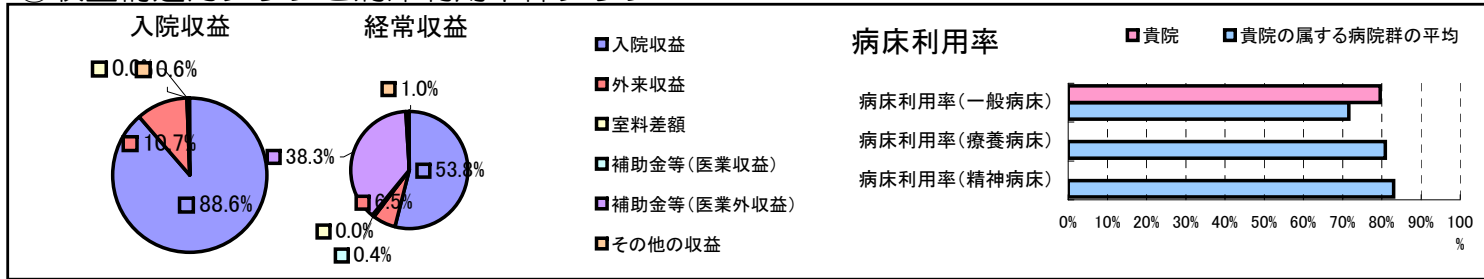 入院収益
0.0%
0.6%
10.7%
88.6%
経常収益
1.0%
38.3%
53.8%
6.5%
0.0%
0.4%
入院収益
外来収益
室料差額
補助金等(医業収益)
補助金等(医業外収益)
その他の収益
病床利用率
貴院
貴院の属する病院群の平均
病床利用率(一般病床)
病床利用率(療養病床)
病床利用率(精神病床)
0% 10% 20% 30% 40% 50% 60% 70% 80% 90% 100
%